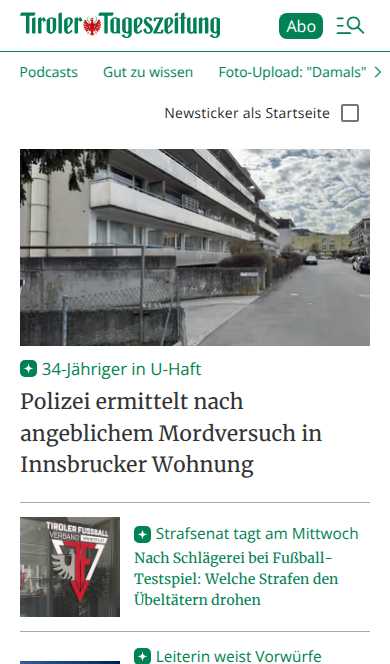 Tiroler Tageszeitung
Abo
Podcasts Gut zu wissen Foto-Upload: "Damals"
Newsticker als Startseite
34-Jähriger in U-Haft
Polizei ermittelt nach
angeblichem Mordversuch in
Innsbrucker Wohnung
TIROLER FUSSBALL
VERBAND
Strafsenat tagt am Mittwoch
Nach Schlägerei bei Fußball-
Testspiel: Welche Strafen den
Übeltätern drohen
Leiterin weist Vorwürfe